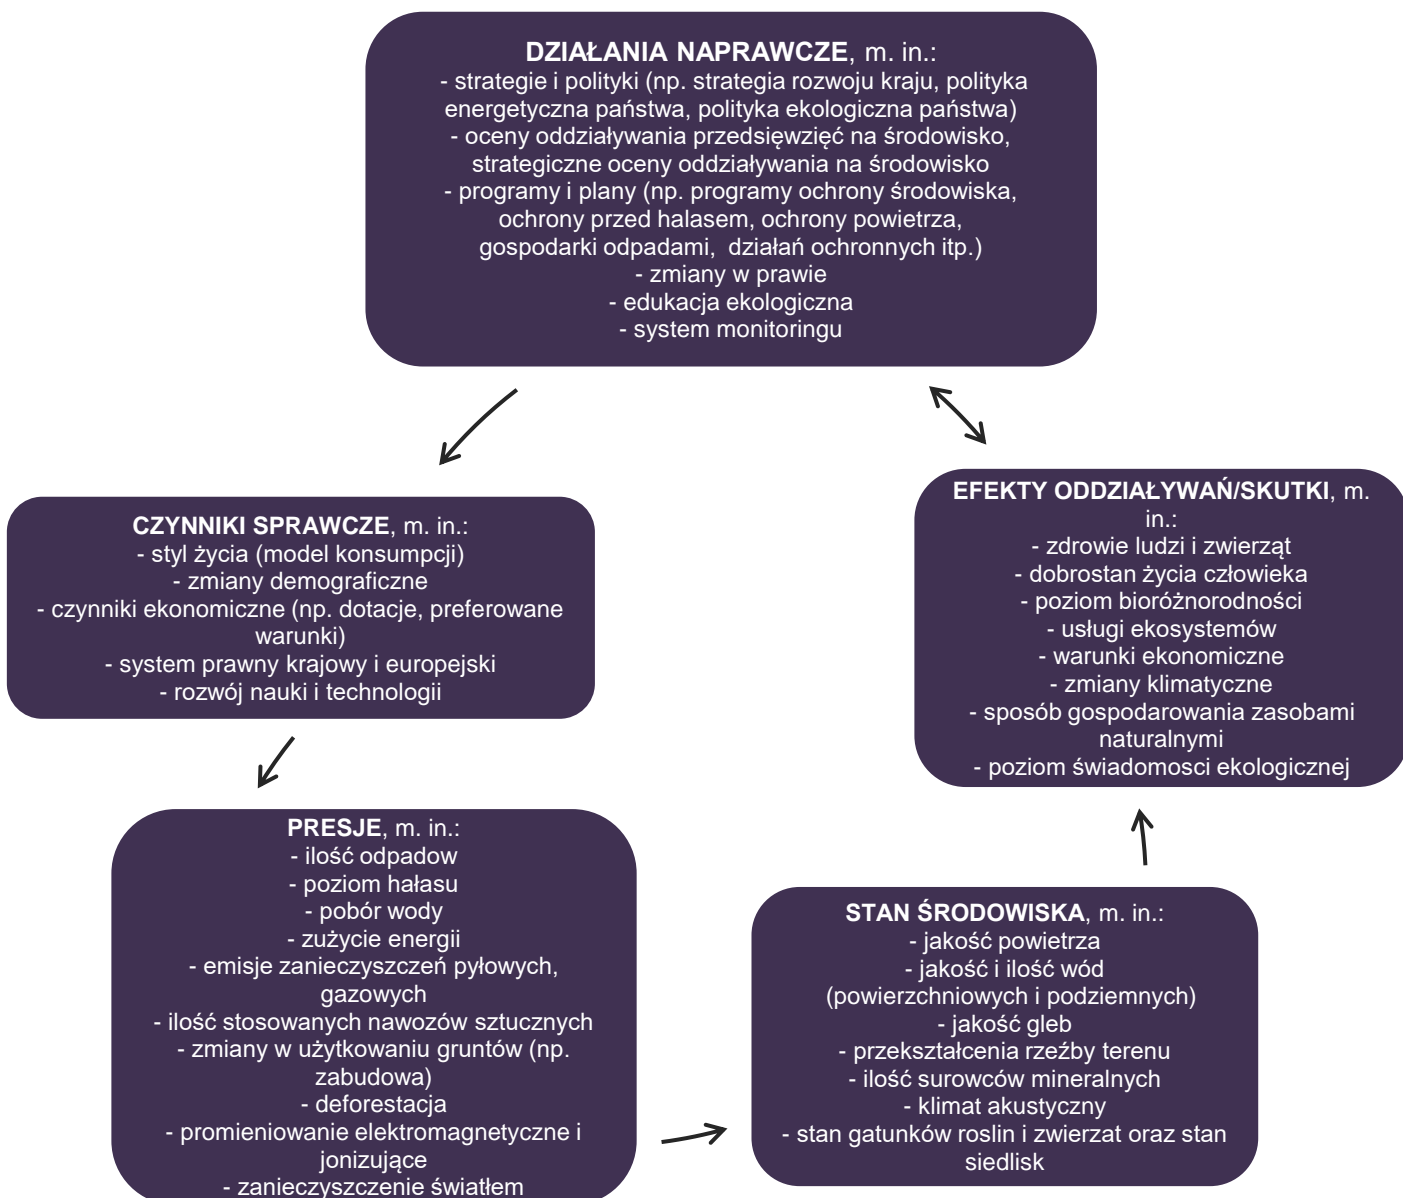 DZIAŁANIA NAPRAWCZE, m. in.:
- strategie i polityki (np. strategia rozwoju kraju, polityka
energetyczna państwa, polityka ekologiczna państwa)
- oceny oddziaływania przedsięwzięć na środowisko,
strategiczne oceny oddziaływania na środowisko
- programy i plany (np. programy ochrony środowiska,
ochrony przed halasem, ochrony powietrza,
gospodarki odpadami, działań ochronnych itp.)
- zmiany w prawie
- edukacja ekologiczna
- system monitoringu
CZYNNIKI SPRAWCZE, m. in.:
- styl życia (model konsumpcji)
- zmiany demograficzne
- czynniki ekonomiczne (np. dotacje, preferowane
warunki)
- system prawny krajowy i europejski
- rozwój nauki i technologii
EFEKTY ODDZIAŁYWAŃ/SKUTKI, m.
in.:
- zdrowie ludzi i zwierząt
- dobrostan życia człowieka
- poziom bioróżnorodności
- usługi ekosystemów
- warunki ekonomiczne
- zmiany klimatyczne
- sposób gospodarowania zasobami
naturalnymi
- poziom świadomosci ekologicznej
PRESJE, m. in.:
- ilość odpadow
- poziom hałasu
- pobór wody
- zużycie energii
- emisje zanieczyszczeń pyłowych,
gazowych
- ilość stosowanych nawozów sztucznych
- zmiany w użytkowaniu gruntów (np.
zabudowa)
- deforestacja
- promieniowanie elektromagnetyczne i
jonizujące
- zanieczyszczenie światłem
STAN ŚRODOWISKA, m. in.:
- jakość powietrza
- jakość i ilość wód
(powierzchniowych i podziemnych)
- jakość gleb
- przekształcenia rzeźby terenu
- ilość surowców mineralnych
- klimat akustyczny
- stan gatunków roslin i zwierzat oraz stan
siedlisk